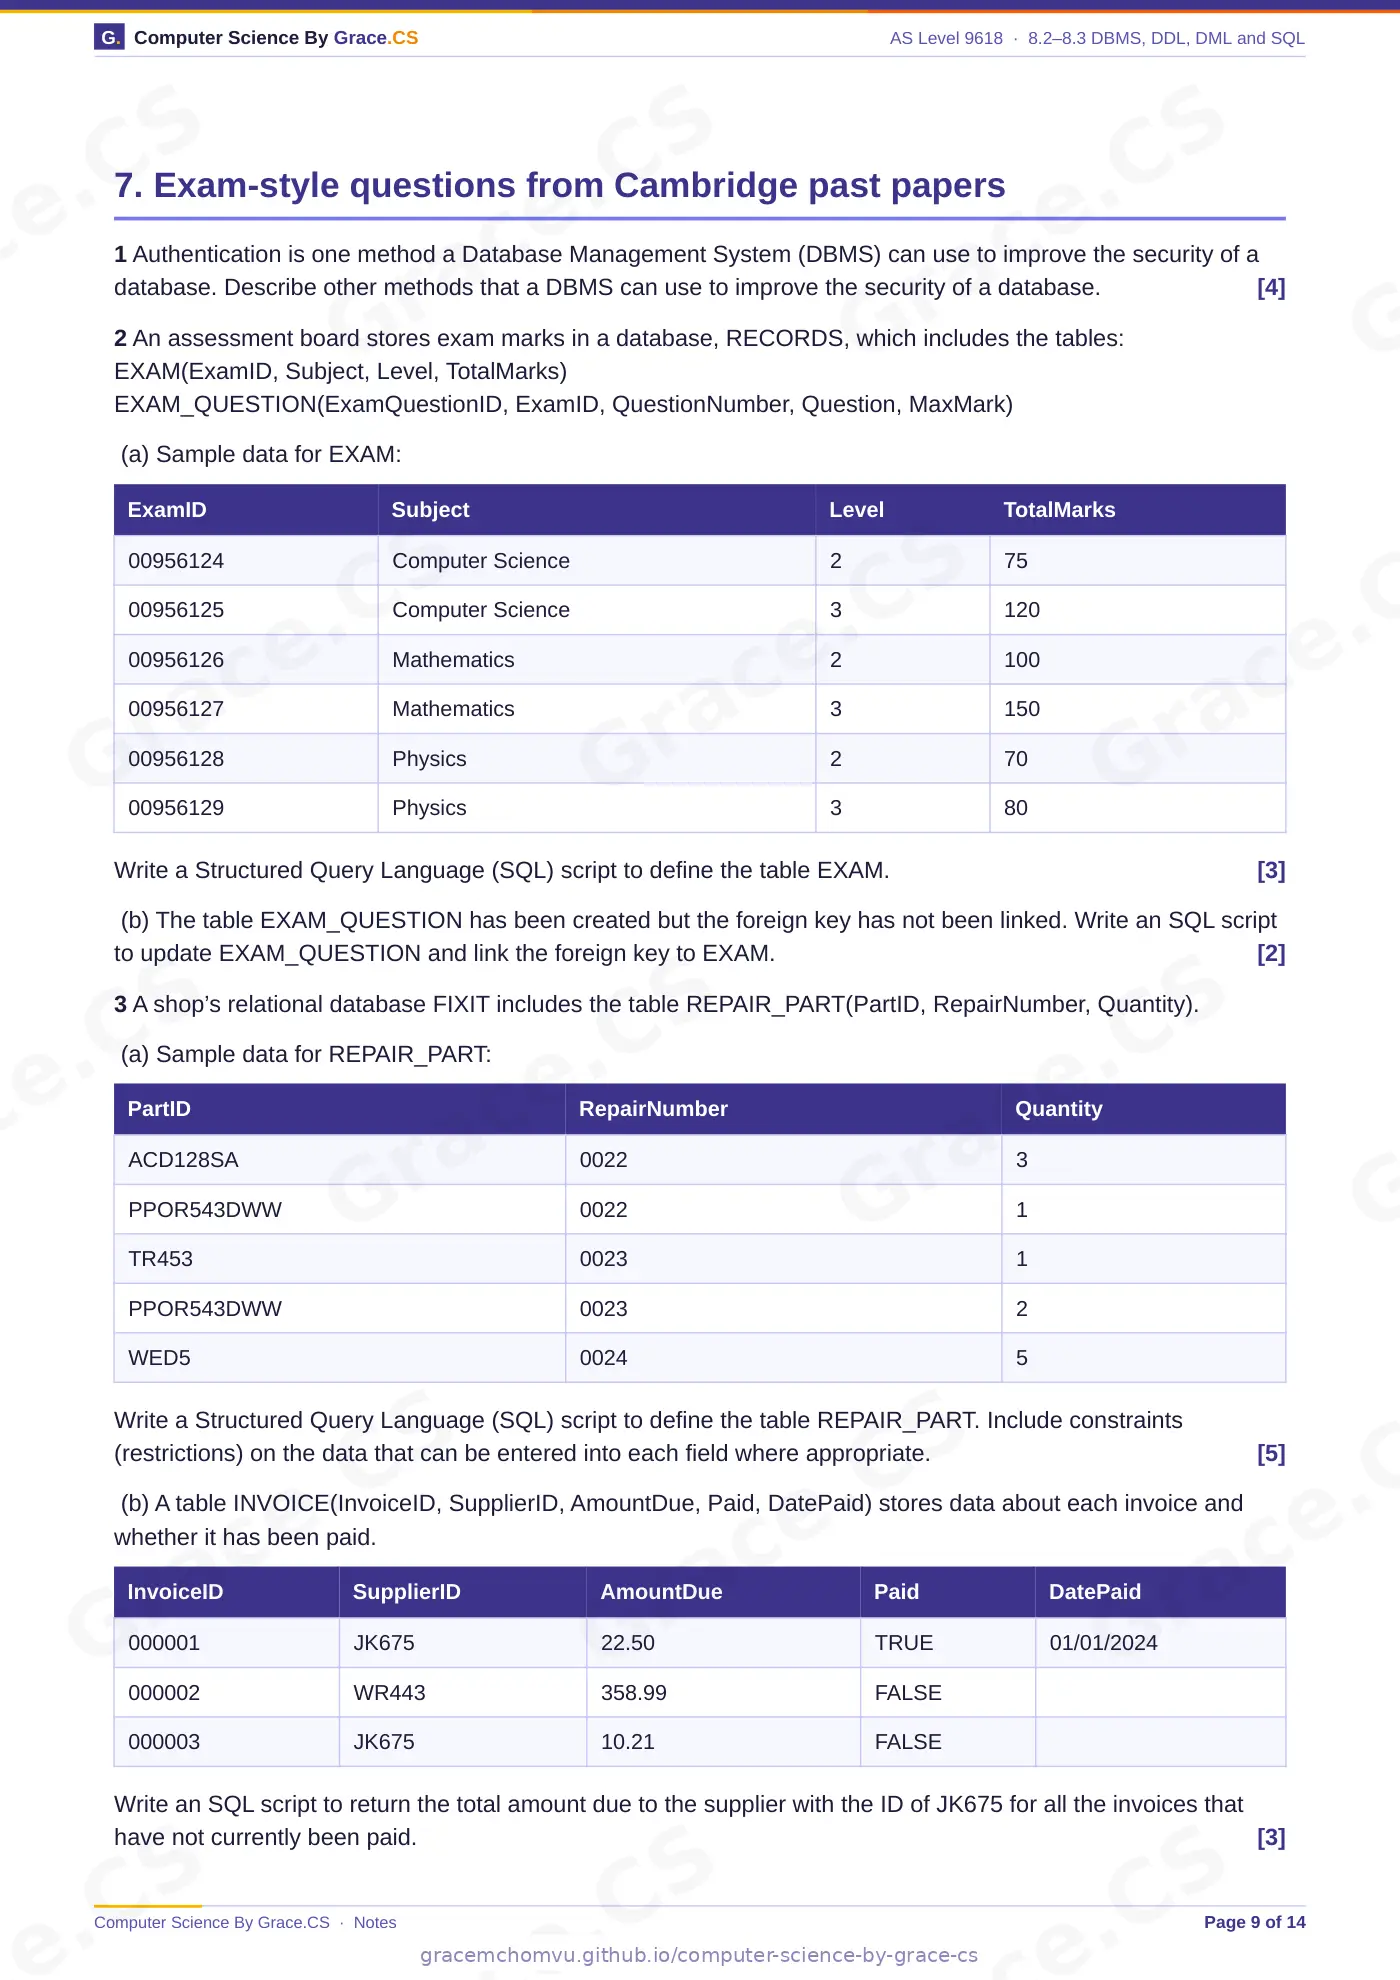 G. Computer Science By Grace.CS
AS Level 9618 · 8.2–8.3 DBMS, DDL, DML and SQL
7. Exam-style questions from Cambridge past papers
1 Authentication is one method a Database Management System (DBMS) can use to improve the security of a
database. Describe other methods that a DBMS can use to improve the security of a database. [4]
2 An assessment board stores exam marks in a database, RECORDS, which includes the tables:
EXAM(ExamID, Subject, Level, TotalMarks)
EXAM_QUESTION(ExamQuestionID, ExamID, QuestionNumber, Question, MaxMark)
(a) Sample data for EXAM:
ExamID Subject Level TotalMarks
00956124 Computer Science 2 75
00956125 Computer Science 3 120
00956126 Mathematics 2 100
00956127 Mathematics 3 150
00956128 Physics 2 70
00956129 Physics 3 80
Write a Structured Query Language (SQL) script to define the table EXAM. [3]
(b) The table EXAM_QUESTION has been created but the foreign key has not been linked. Write an SQL script
to update EXAM_QUESTION and link the foreign key to EXAM. [2]
3 A shop’s relational database FIXIT includes the table REPAIR_PART(PartID, RepairNumber, Quantity).
(a) Sample data for REPAIR_PART:
PartID RepairNumber Quantity
ACD128SA 0022 3
PPOR543DWW 0022 1
TR453 0023 1
PPOR543DWW 0023 2
WED5 0024 5
Write a Structured Query Language (SQL) script to define the table REPAIR_PART. Include constraints
(restrictions) on the data that can be entered into each field where appropriate. [5]
(b) A table INVOICE(InvoiceID, SupplierID, AmountDue, Paid, DatePaid) stores data about each invoice and
whether it has been paid.
InvoiceID SupplierID AmountDue Paid DatePaid
000001 JK675 22.50 TRUE 01/01/2024
000002 WR443 358.99 FALSE
000003 JK675 10.21 FALSE
Write an SQL script to return the total amount due to the supplier with the ID of JK675 for all the invoices that
have not currently been paid. [3]
Computer Science By Grace.CS · Notes
Page 9 of 14
gracemchomvu.github.io/computer-science-by-grace-cs